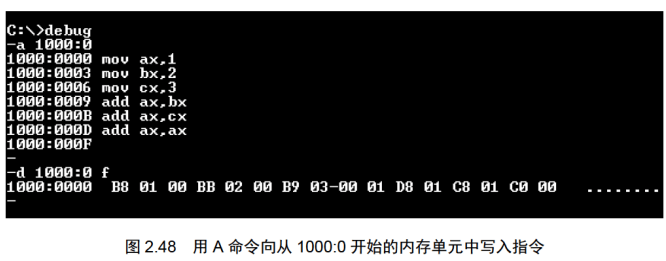 C:\>debug
-a 1000:0
1000:0000 mov ax,1
1000:0003 mov bx,2
1000:0006 mov cx,3
1000:0009 add ax,bx
1000:000B add ax,cx
1000:000D add ax,ax
1000:000F
-
-d 1000:0 f
1000:0000  B8 01 00 BB 02 00 B9 03-00 01 D8 01 C8 01 C0 00   ........
-
图 2.48 用 A 命令向从 1000:0 开始的内存单元中写入指令